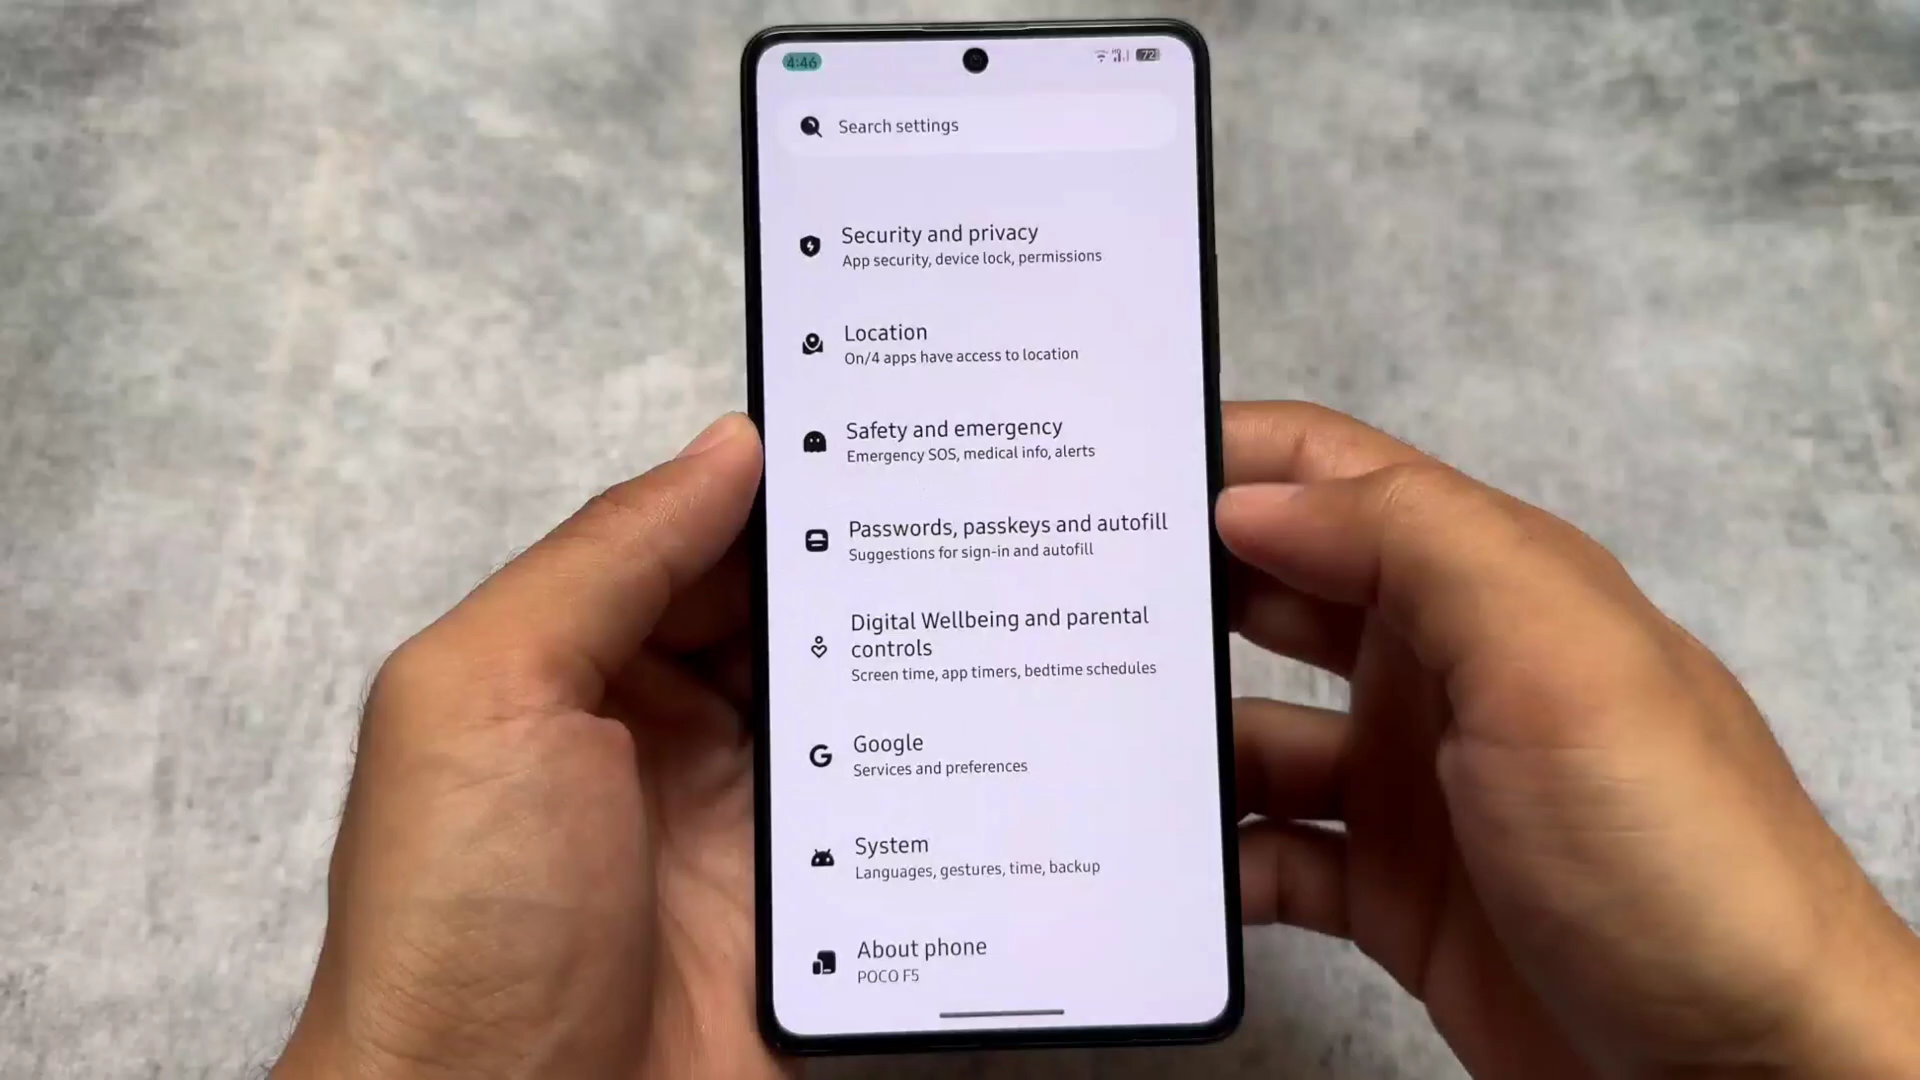 4:46
72
Search settings
Security and privacy
App security, device lock, permissions
Location
On/4 apps have access to location
Safety and emergency
Emergency SOS, medical info, alerts
Passwords, passkeys and autofill
Suggestions for sign-in and autofill
Digital Wellbeing and parental
controls
Screen time, app timers, bedtime schedules
Google
Services and preferences
System
Languages, gestures, time, backup
About phone
POCO F5